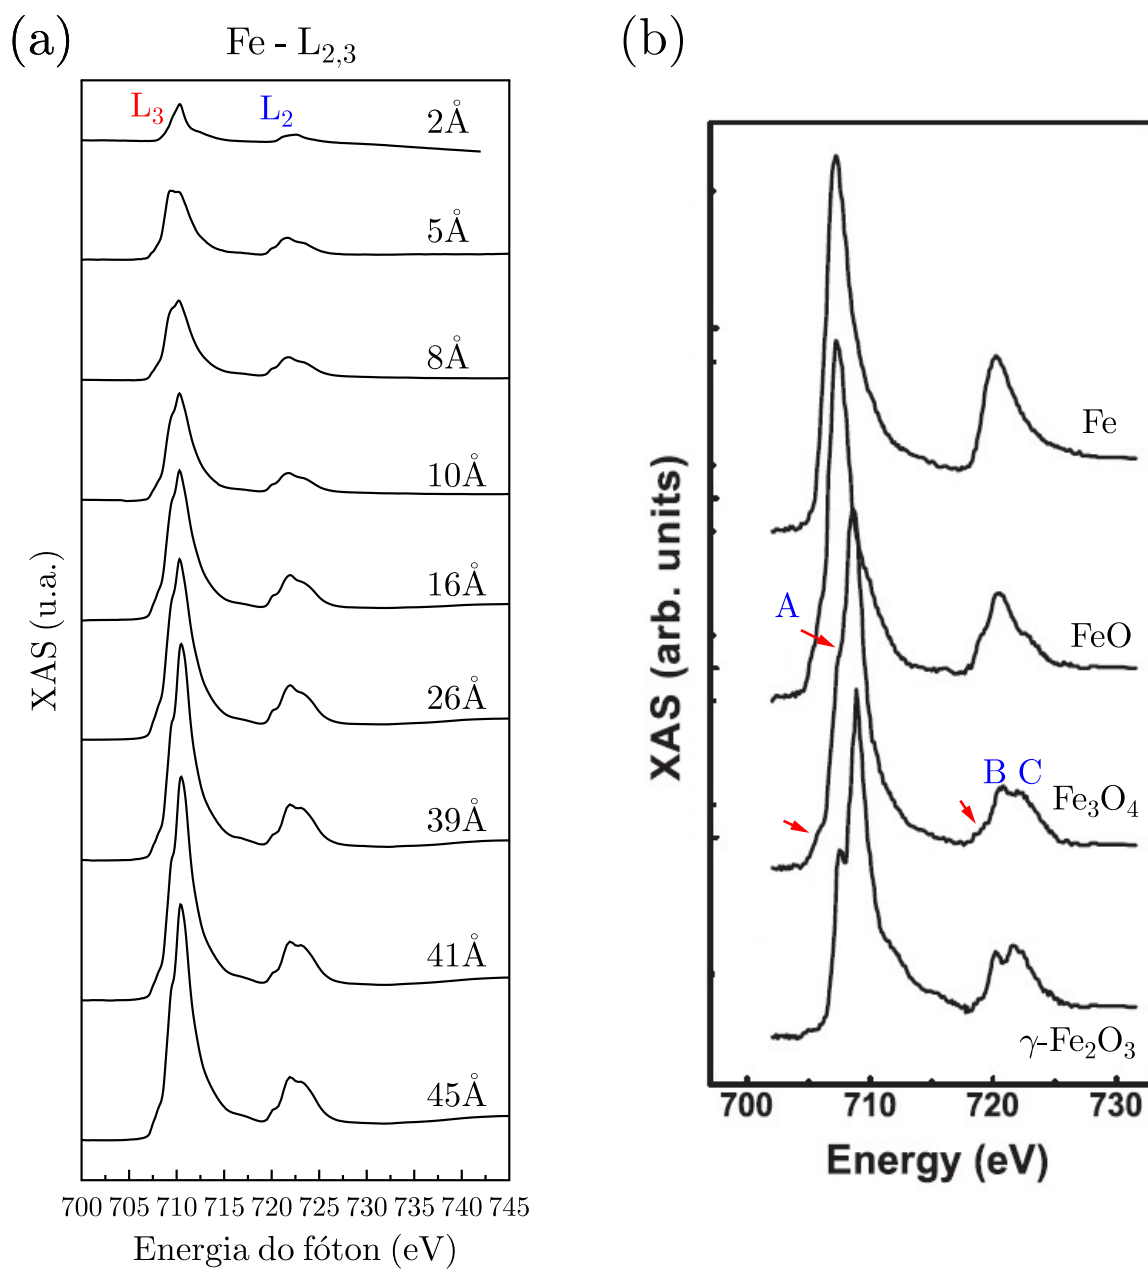 (a)
Fe - L2,3
L3
L2
2Å
5Å
8Å
10Å
16Å
26Å
39Å
41Å
45Å
XAS (u.a.)
700 705 710 715 720 725 730 735 740 745
Energia do fóton (eV)
(b)
Fe
FeO
A
B C
Fe3O4
γ-Fe2O3
XAS (arb. units)
700 710 720 730
Energy (eV)